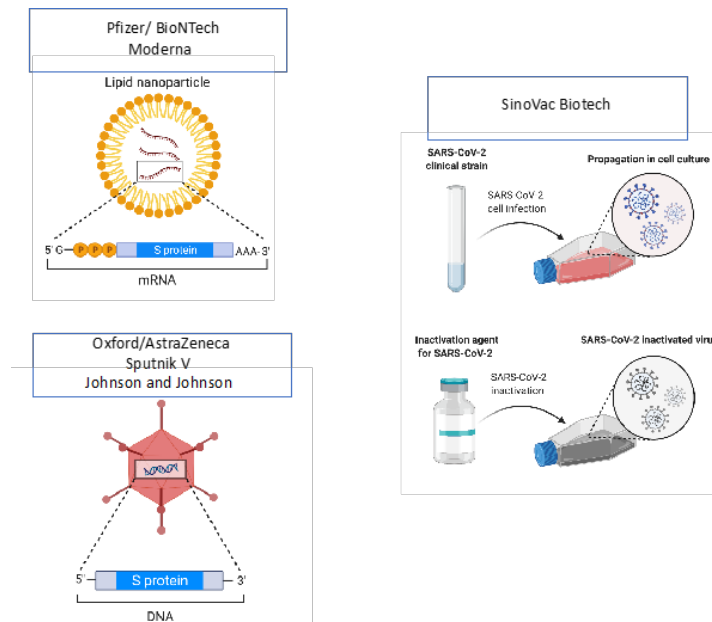 Pfizer/ BioNTech
Moderna
Lipid nanoparticle
5' G
P P P
S protein
AAA- 3'
mRNA
Oxford/AstraZeneca
Sputnik V
Johnson and Johnson
5'
S protein
3'
DNA
SinoVac Biotech
SARS-CoV-2
clinical strain
SARS CoV 2
cell Infection
Propagation in cell culture
Inactivation agent
for SARS-CoV-2
SARS-CoV-2
inactivation
SARS-CoV-2 inactivated viru